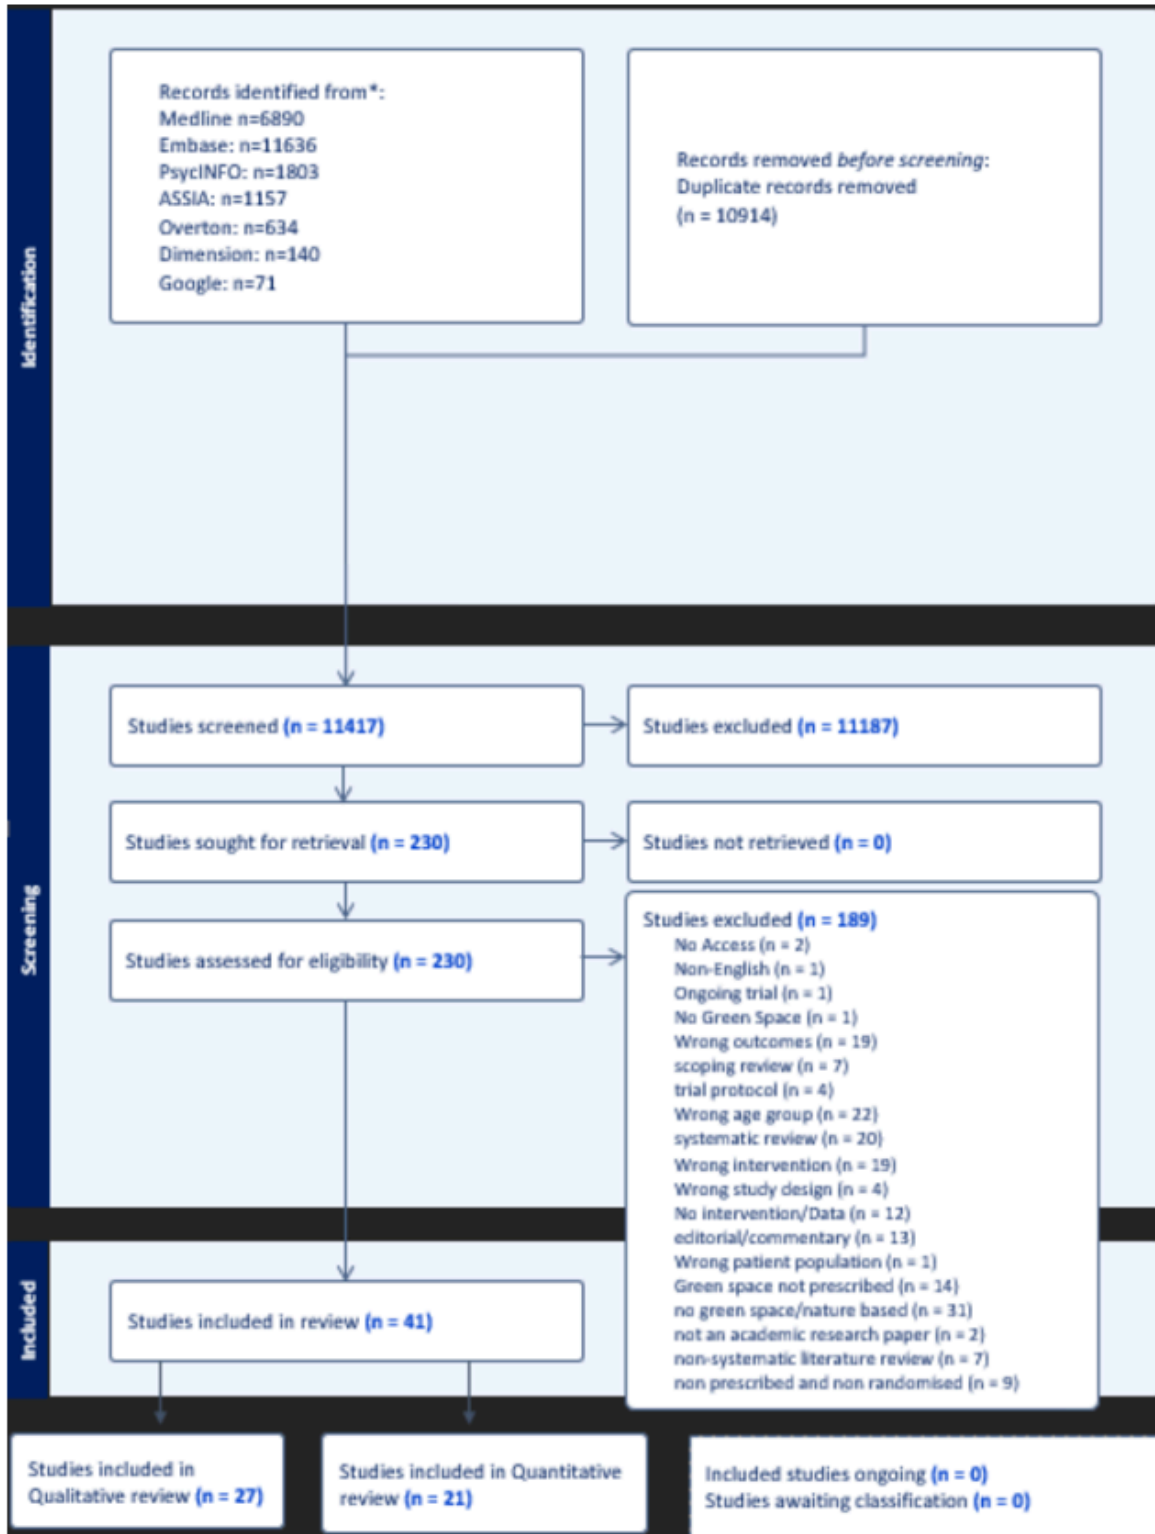 Identification
Records identified from*:
Medline n=6890
Embase: n=11636
PsycINFO: n=1803
ASSIA: n=1157
Overton: n=634
Dimension: n=140
Google: n=71
Records removed before screening:
Duplicate records removed
(n = 10914)
Screening
Studies screened (n = 11417)
Studies excluded (n = 11187)
Studies sought for retrieval (n = 230)
Studies not retrieved (n = 0)
Studies assessed for eligibility (n = 230)
Studies excluded (n = 189)
No Access (n = 2)
Non-English (n = 1)
Ongoing trial (n = 1)
No Green Space (n = 1)
Wrong outcomes (n = 19)
scoping review (n = 7)
trial protocol (n = 4)
Wrong age group (n = 22)
systematic review (n = 20)
Wrong intervention (n = 19)
Wrong study design (n = 4)
No intervention/Data (n = 12)
editorial/commentary (n = 13)
Wrong patient population (n = 1)
Green space not prescribed (n = 14)
no green space/nature based (n = 31)
not an academic research paper (n = 2)
non-systematic literature review (n = 7)
non prescribed and non randomised (n = 9)
Included
Studies included in review (n = 41)
Studies included in
Qualitative review (n = 27)
Studies included in Quantitative
review (n = 21)
Included studies ongoing (n = 0)
Studies awaiting classification (n = 0)